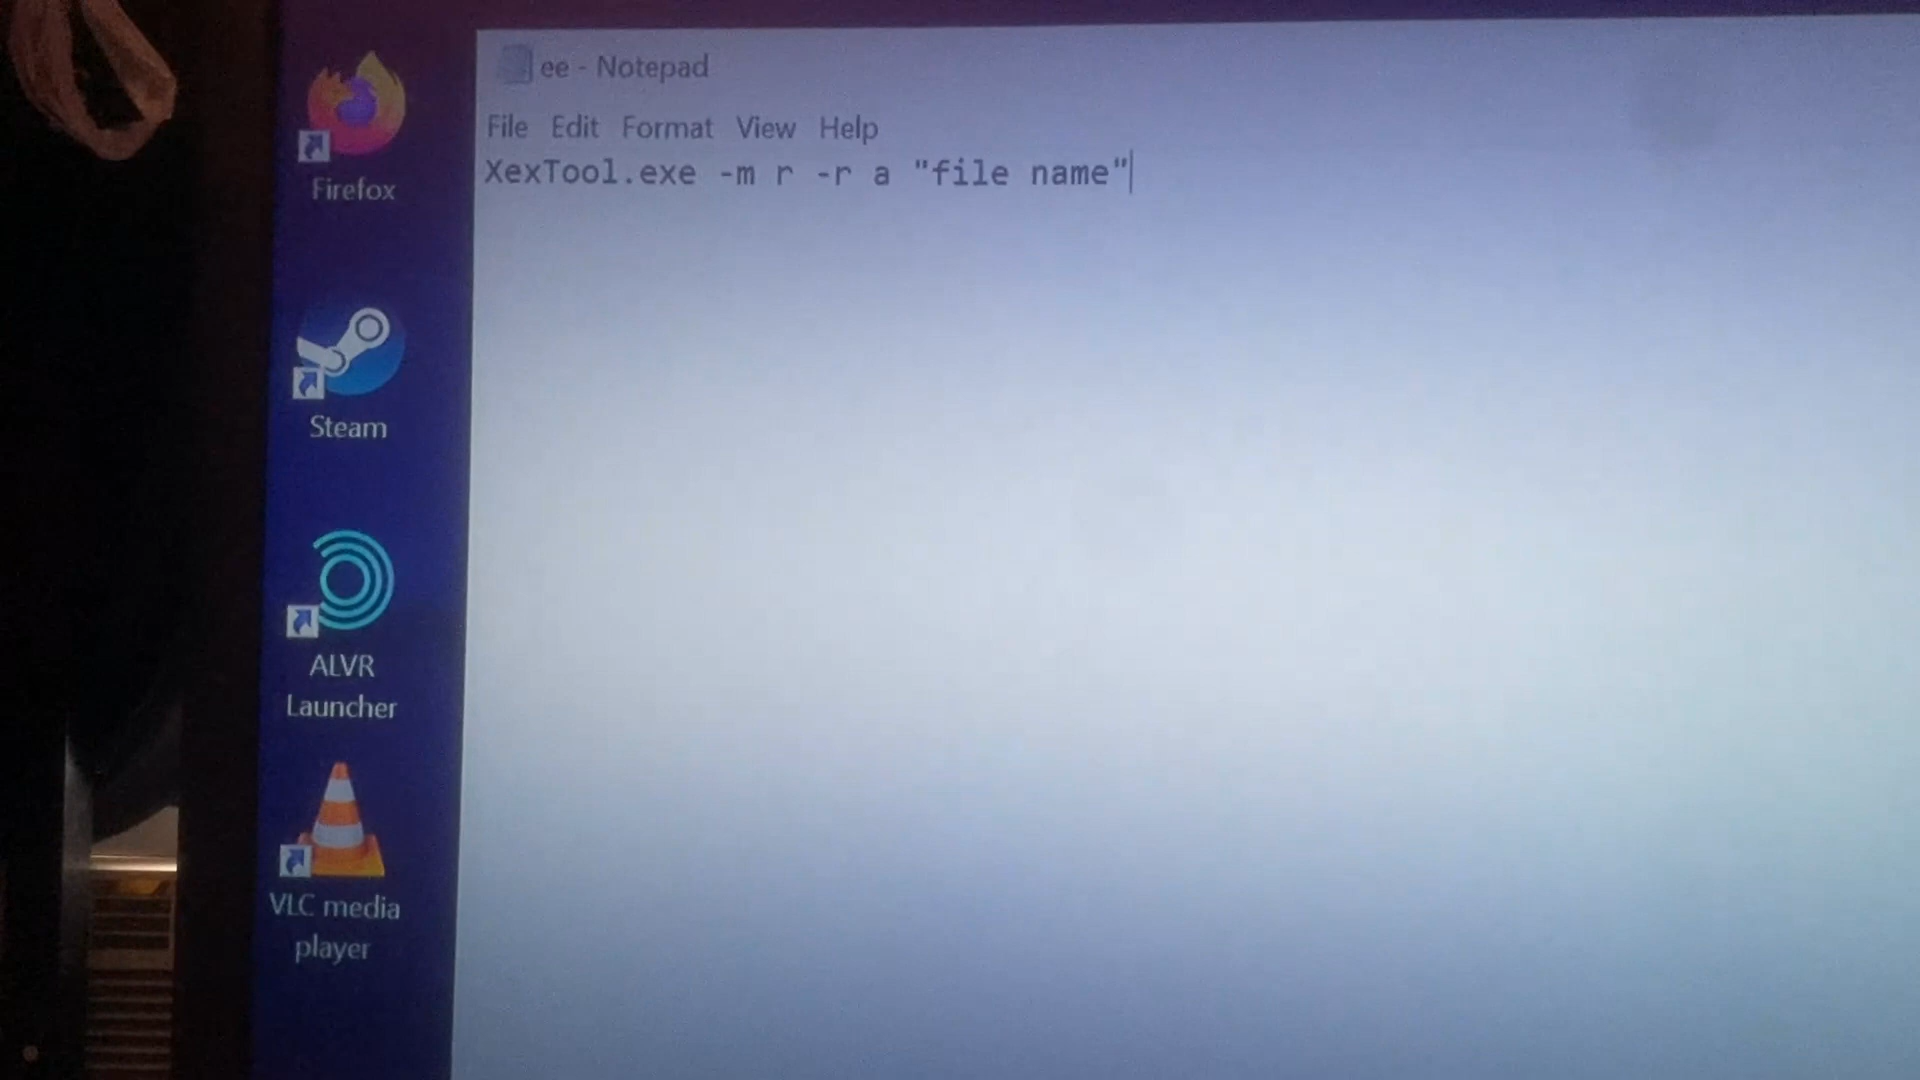 ee - Notepad
File Edit Format View Help
XexTool.exe -m r -r a "file name"
Firefox
Steam
ALVR
Launcher
VLC media
player